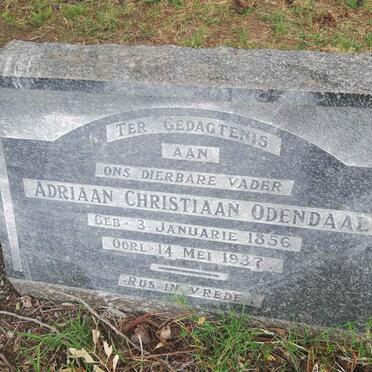 TER GEDAGTENIS
AAN
ONS DIERBARE VADER
ADRIAAN CHRISTIAAN ODENDAAL
GEB · 3 JANUARIE 1856
OORL · 14 MEI 1937
RUS IN VREDE